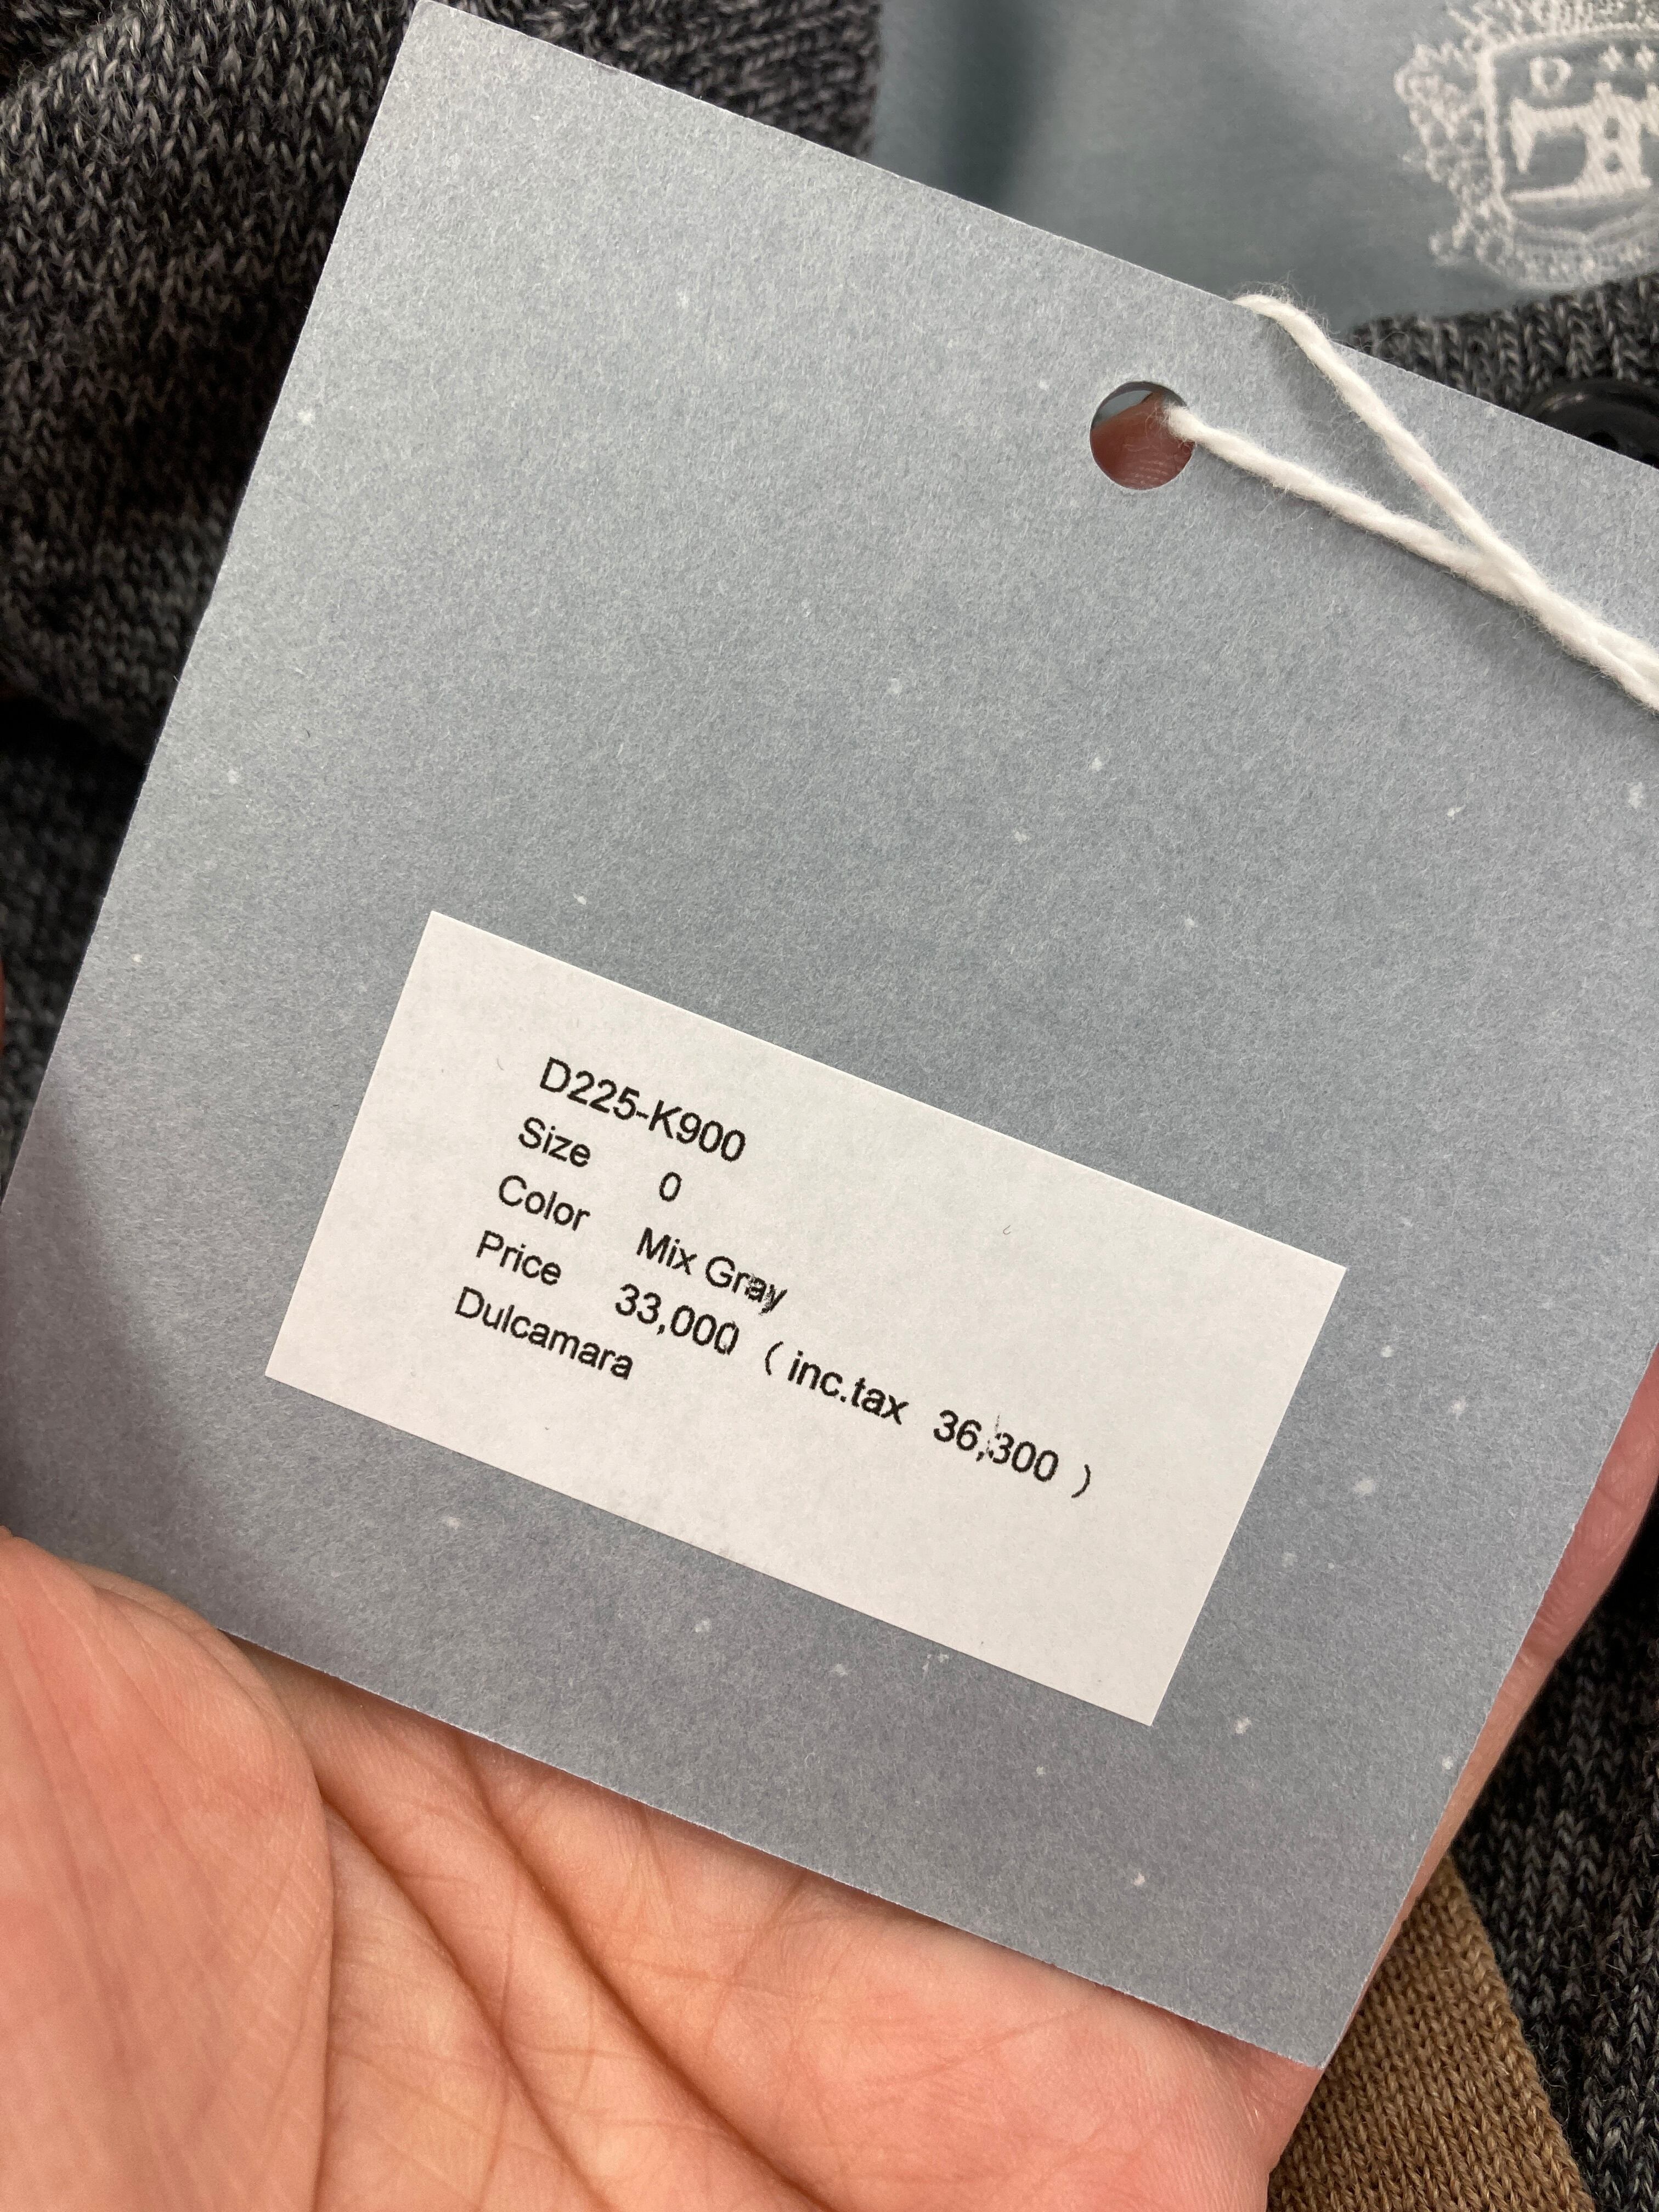 D225-K900
Size 0
Color Mix Gray
Price 33,000 ( inc.tax 36,300 )
Dulcamara